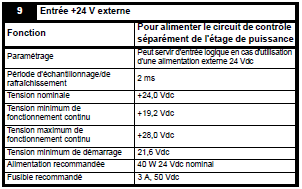 9 Entrée +24 V externe
Fonction
Pour alimenter le circuit de contrôle
séparément de l'étage de puissance
Paramétrage
Peut servir d'entrée logique en cas d'utilisation
d'une alimentation externe 24 Vdc
Période d'échantillonnage/de
rafraîschissement
2 ms
Tension nominale
+24,0 Vdc
Tension minimum de
fonctionnement continu
+19,2 Vdc
Tension maximum de
fonctionnement continu
+28,0 Vdc
Tension minimum de démarrage
21,6 Vdc
Alimentation recommandée
40 W 24 Vdc nominal
Fusible recommandé
3 A, 50 Vdc